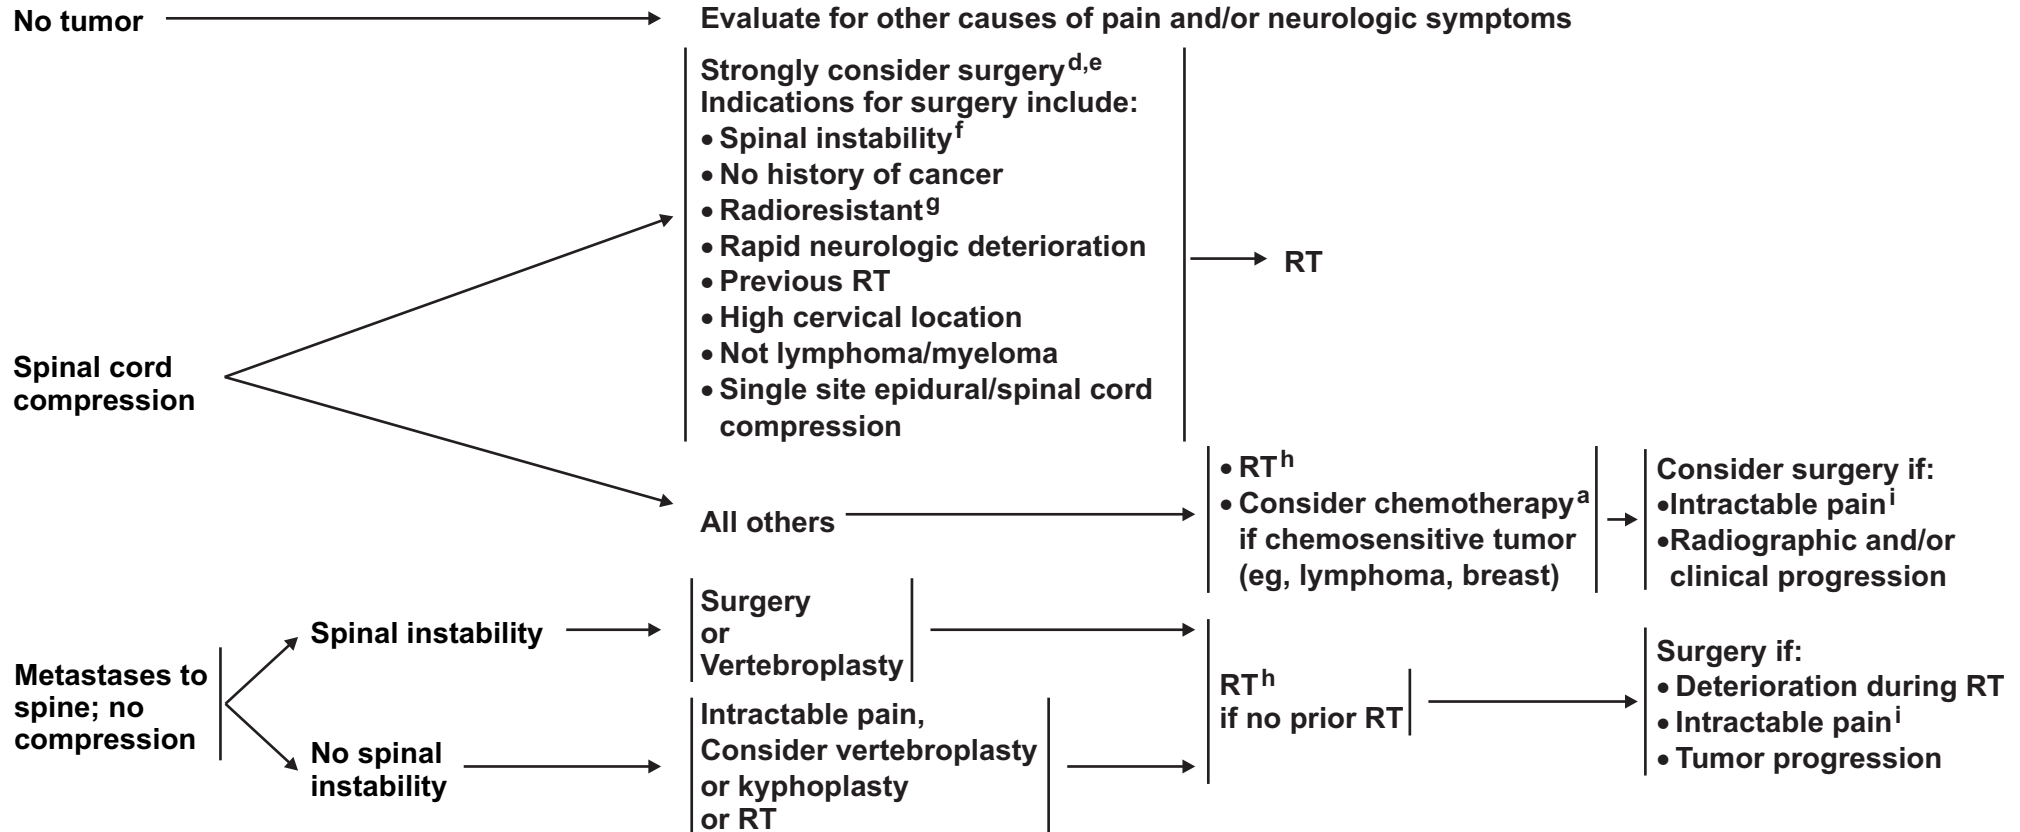 No tumor
Evaluate for other causes of pain and/or neurologic symptoms
Strongly consider surgery d,e
Indications for surgery include:
• Spinal instability f
• No history of cancer
• Radioresistant g
• Rapid neurologic deterioration
• Previous RT
• High cervical location
• Not lymphoma/myeloma
• Single site epidural/spinal cord
compression
RT
Spinal cord
compression
All others
• RT h
• Consider chemotherapy a
if chemosensitive tumor
(eg, lymphoma, breast)
Consider surgery if:
•Intractable pain i
•Radiographic and/or
clinical progression
Metastases to
spine; no
compression
Spinal instability
Surgery
or
Vertebroplasty
No spinal
instability
Intractable pain,
Consider vertebroplasty
or kyphoplasty
or RT
RT h
if no prior RT
Surgery if:
• Deterioration during RT
• Intractable pain i
• Tumor progression